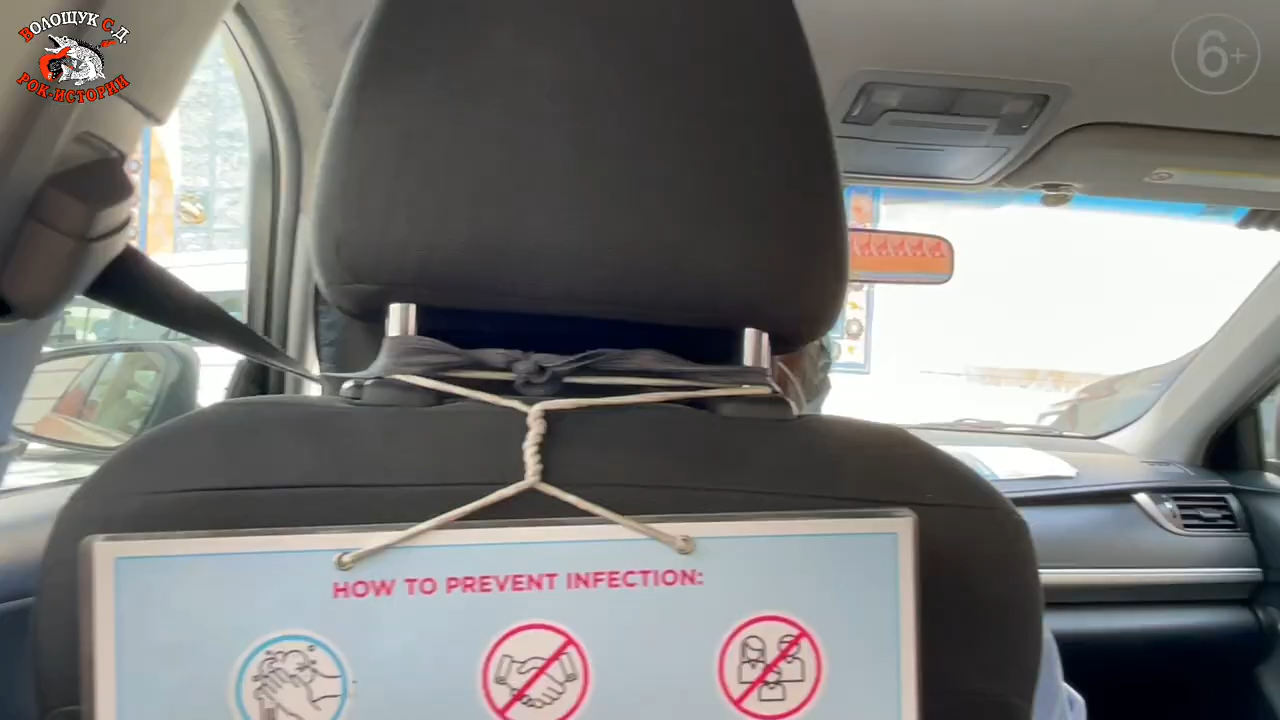 ВОЛОЩУК С.Д.
РОК-ИСТОРИИ
6+
HOW TO PREVENT INFECTION: